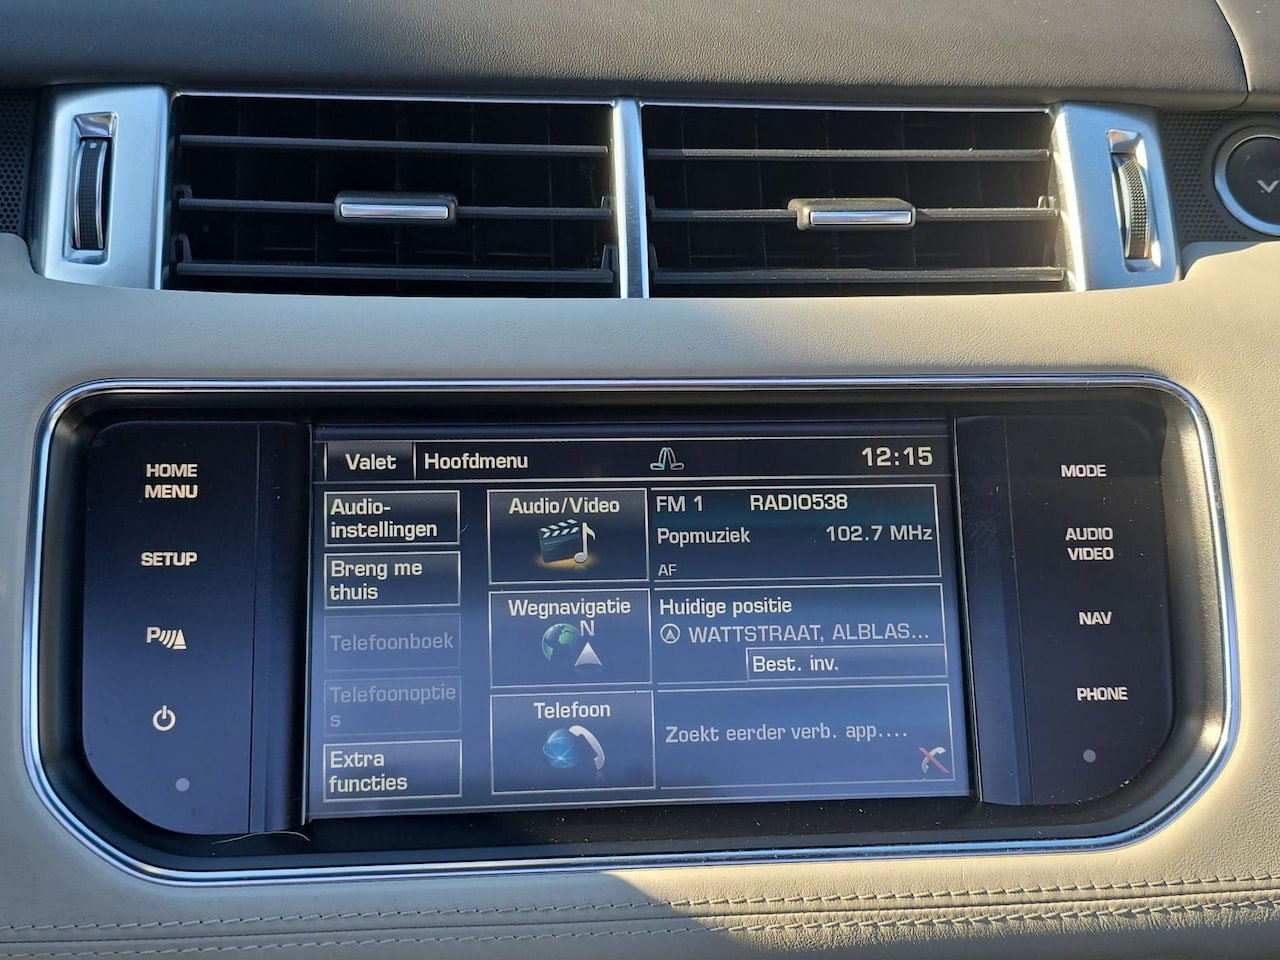 HOME
MENU
SETUP
P
Valet
Hoofdmenu
12:15
Audio-
instellingen
Breng me
thuis
Telefoonboek
Telefoonoptie
s
Extra
functies
Audio/Video
Wegnavigatie
N
Telefoon
FM 1 RADIO538
Popmuziek 102.7 MHz
AF
Huidige positie
WATTSTRAAT, ALBLAS...
Best. inv.
Zoekt eerder verb. app....
MODE
AUDIO
VIDEO
NAV
PHONE